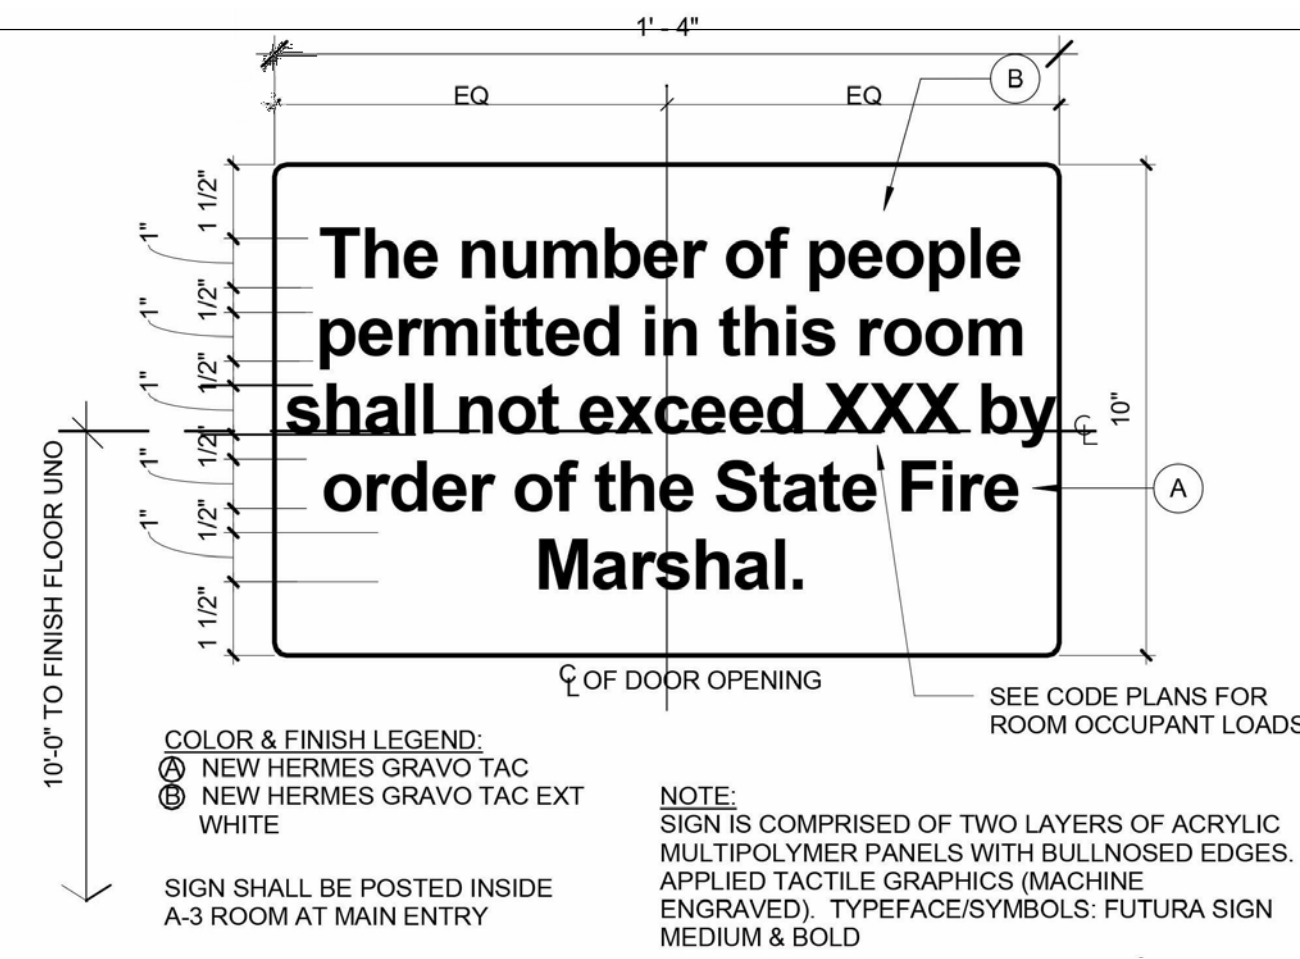 1' - 4"
B
EQ EQ
1 1/2"
1"
The number of people
1/2"
1"
permitted in this room
1/2"
1"
shall not exceed XXX by
10"
1/2"
1"
order of the State Fire
A
1/2"
1"
Marshal.
1 1/2"
10'-0" TO FINISH FLOOR UNO
CL
CL OF DOOR OPENING
SEE CODE PLANS FOR
ROOM OCCUPANT LOADS
COLOR & FINISH LEGEND:
A NEW HERMES GRAVO TAC
B NEW HERMES GRAVO TAC EXT
WHITE
SIGN SHALL BE POSTED INSIDE
A-3 ROOM AT MAIN ENTRY
NOTE:
SIGN IS COMPRISED OF TWO LAYERS OF ACRYLIC
MULTIPOLYMER PANELS WITH BULLNOSED EDGES.
APPLIED TACTILE GRAPHICS (MACHINE
ENGRAVED). TYPEFACE/SYMBOLS: FUTURA SIGN
MEDIUM & BOLD